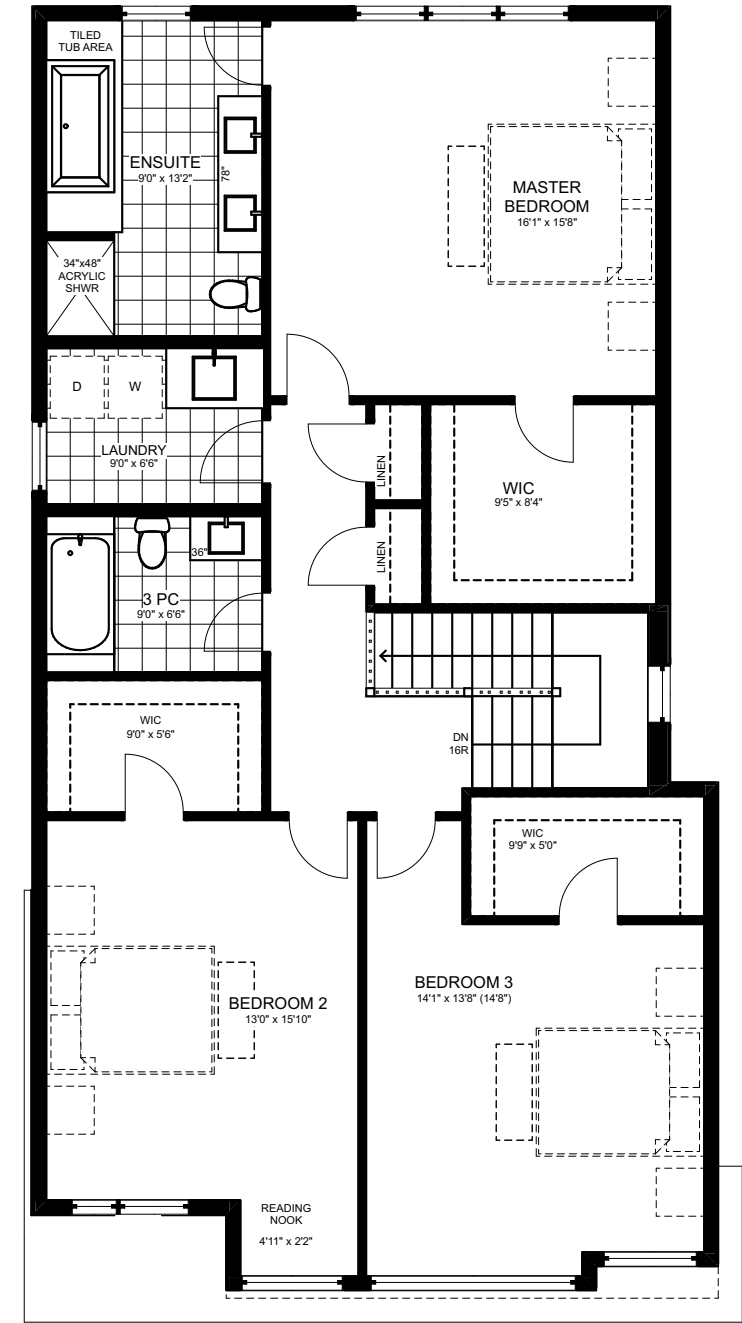 TILED
TUB AREA
ENSUITE
9'0" x 13'2"
78"
34"x48"
ACRYLIC
SHWR
MASTER
BEDROOM
16'1" x 15'8"
D
W
LAUNDRY
9'0" x 6'6"
LINEN
WIC
9'5" x 8'4"
LINEN
36"
3 PC
9'0" x 6'6"
WIC
9'0" x 5'6"
DN
16R
WIC
9'9" x 5'0"
BEDROOM 2
13'0" x 15'10"
BEDROOM 3
14'1" x 13'8" (14'8")
READING
NOOK
4'11" x 2'2"